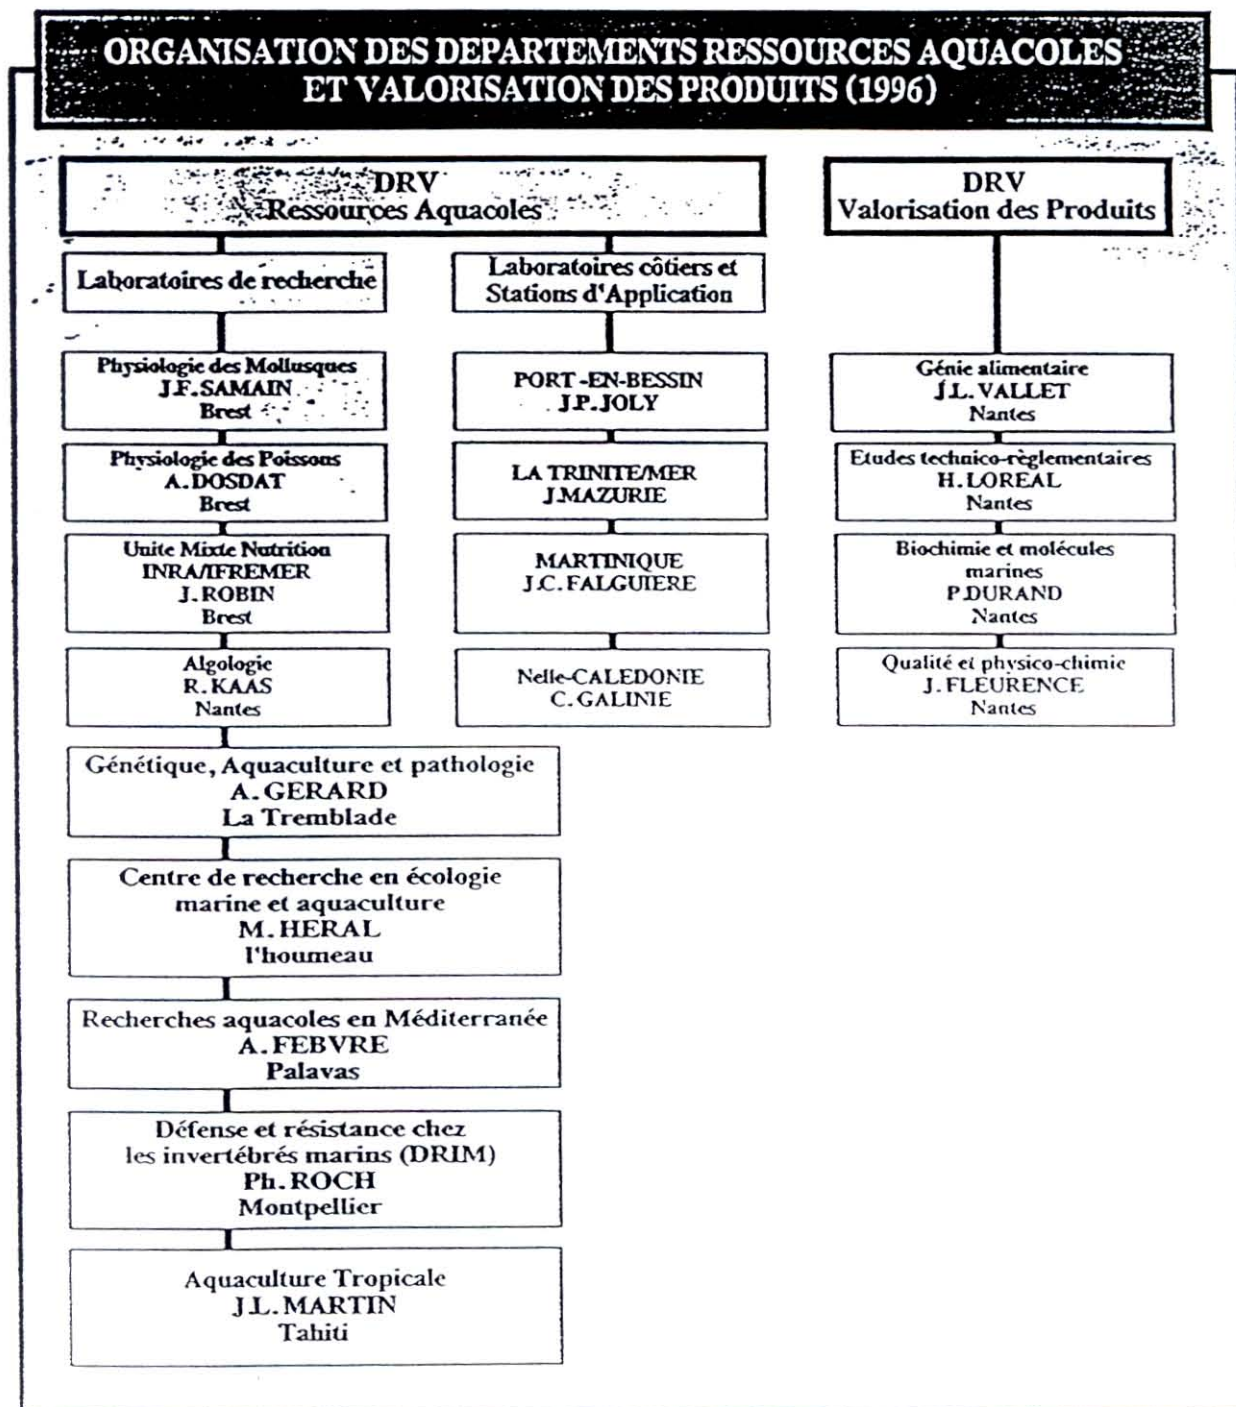 ORGANISATION DES DEPARTEMENTS RESSOURCES AQUACOLES
ET VALORISATION DES PRODUITS (1996)
DRV
Ressources Aquacoles
Laboratoires de recherche
Physiologie des Mollusques
J.F. SAMAIN
Brest
Physiologie des Poissons
A. DOSDAT
Brest
Unite Mixte Nutrition
INRA/IFREMER
J. ROBIN
Brest
Algologie
R. KAAS
Nantes
Génétique, Aquaculture et pathologie
A. GERARD
La Tremblade
Centre de recherche en écologie
marine et aquaculture
M. HERAL
l'houmeau
Recherches aquacoles en Méditerranée
A. FEBVRE
Palavas
Défense et résistance chez
les invertébrés marins (DRIM)
Ph. ROCH
Montpellier
Aquaculture Tropicale
J.L. MARTIN
Tahiti
Laboratoires côtiers et
Stations d'Application
PORT-EN-BESSIN
J.P. JOLY
LA TRINITE/MER
J.MAZURIE
MARTINIQUE
J.C. FALGUIERE
Nelle-CALEDONIE
C. GALINIE
DRV
Valorisation des Produits
Génie alimentaire
J.L. VALLET
Nantes
Etudes technico-règlementaires
H. LOREAL
Nantes
Biochimie et molécules
marines
P.DURAND
Nantes
Qualité et physico-chimie
J. FLEURENCE
Nantes